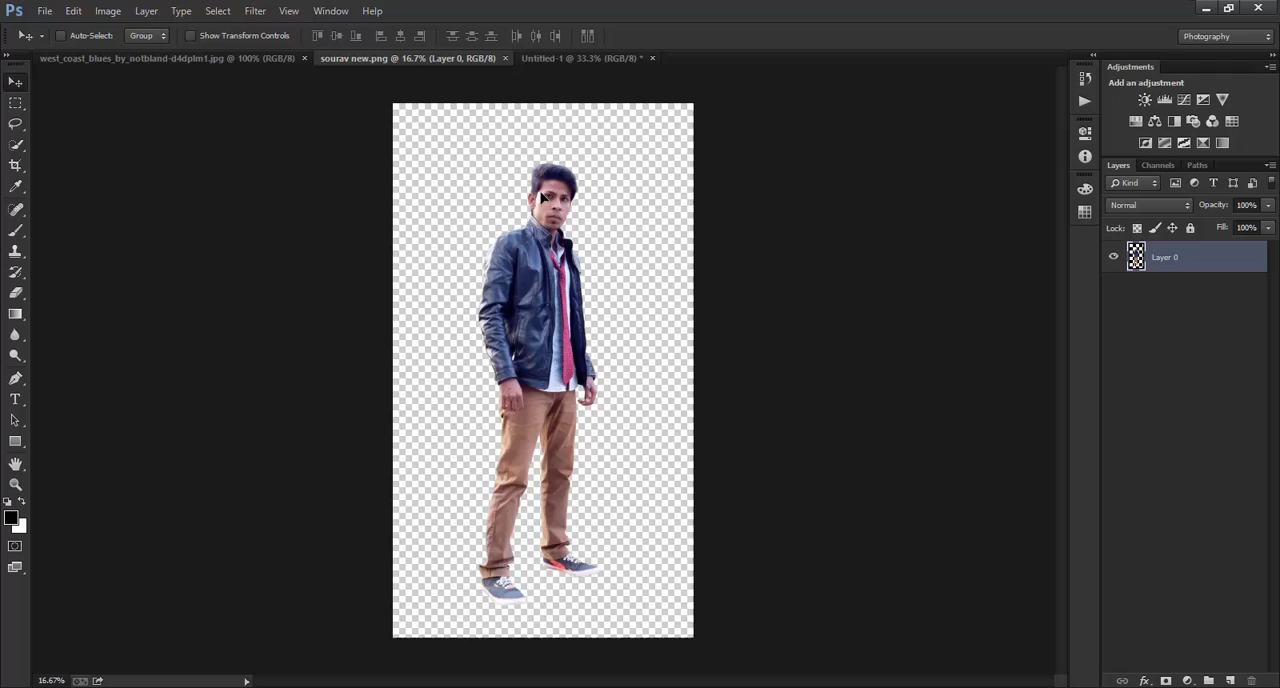 Ps File Edit Image Layer Type Select Filter View Window Help
Auto-Select: Group Show Transform Controls Photography
west_coast_blues_by_notbland-d4dplm1.jpg @ 100% (RGB/8) × sourav new.png @ 16.7% (Layer 0, RGB/8) × Untitled-1 @ 33.3% (RGB/8) * ×
Adjustments
Add an adjustment
Layers Channels Paths
Kind
Normal Opacity: 100%
Lock: Fill: 100%
Layer 0
16.67%